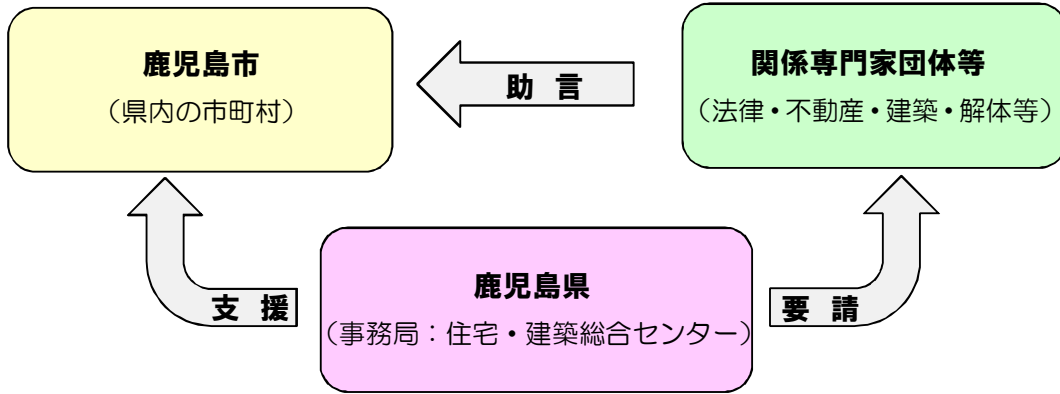 鹿児島市
（県内の市町村）
助言
関係専門家団体等
（法律・不動産・建築・解体等）
支援
鹿児島県
（事務局：住宅・建築総合センター）
要請